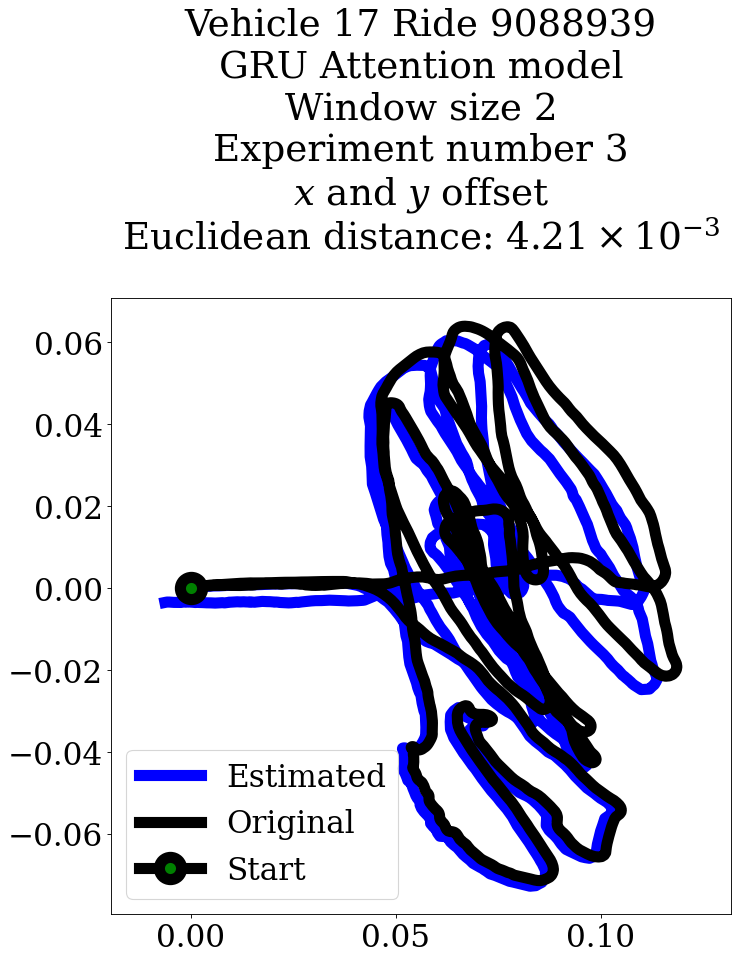 Vehicle 17 Ride 9088939
GRU Attention model
Window size 2
Experiment number 3
x and y offset
Euclidean distance: 4.21 × 10⁻³
0.06
0.04
0.02
0.00
−0.02
−0.04
−0.06
Estimated
Original
Start
0.00 0.05 0.10